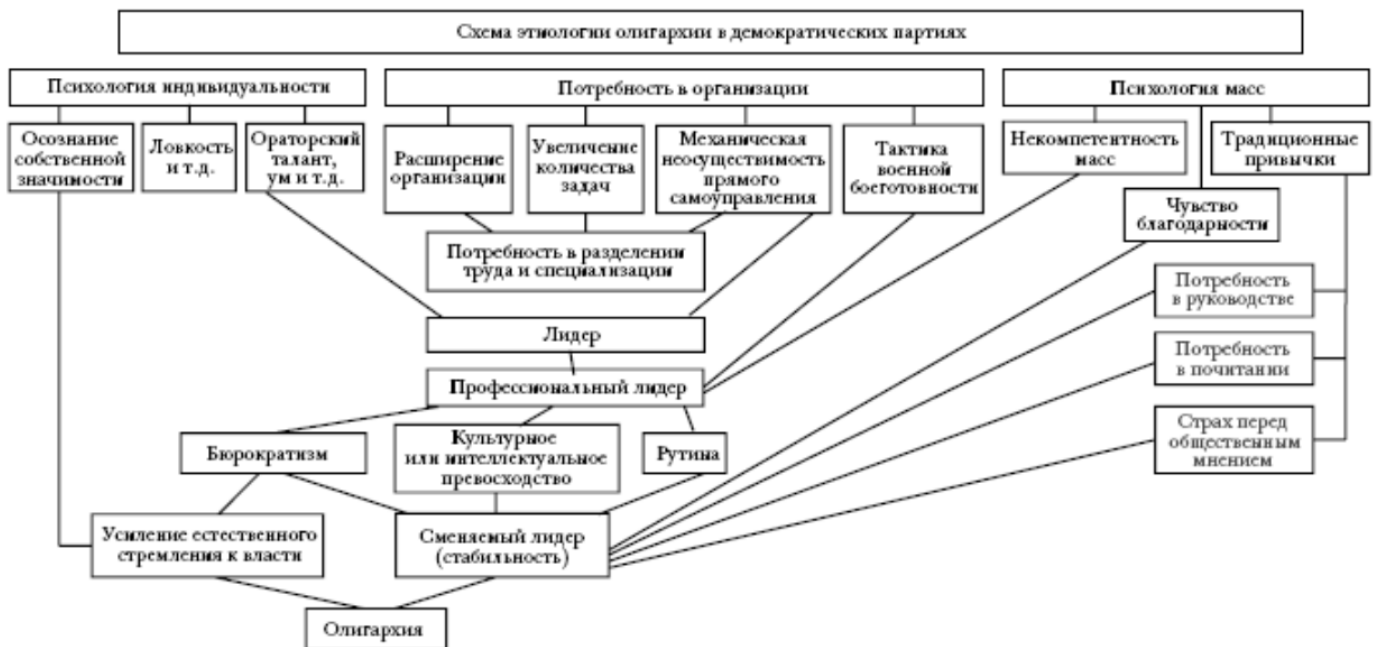 Схема этиологии олигархии в демократических партиях
Психология индивидуальности
Потребность в организации
Психология масс
Осознание
собственной
значимости
Ловкость
и т.д.
Ораторский
талант,
ум и т.д.
Расширение
организации
Увеличение
количества
задач
Механическая
неосуществимость
прямого
самоуправления
Тактика
военной
боеготовности
Некомпетентность
масс
Традиционные
привычки
Чувство
благодарности
Потребность в разделении
труда и специализации
Потребность
в руководстве
Лидер
Потребность
в почитании
Профессиональный лидер
Страх перед
общественным
мнением
Бюрократизм
Культурное
или интеллектуальное
превосходство
Рутина
Усиление естественного
стремления к власти
Сменяемый лидер
(стабильность)
Олигархия